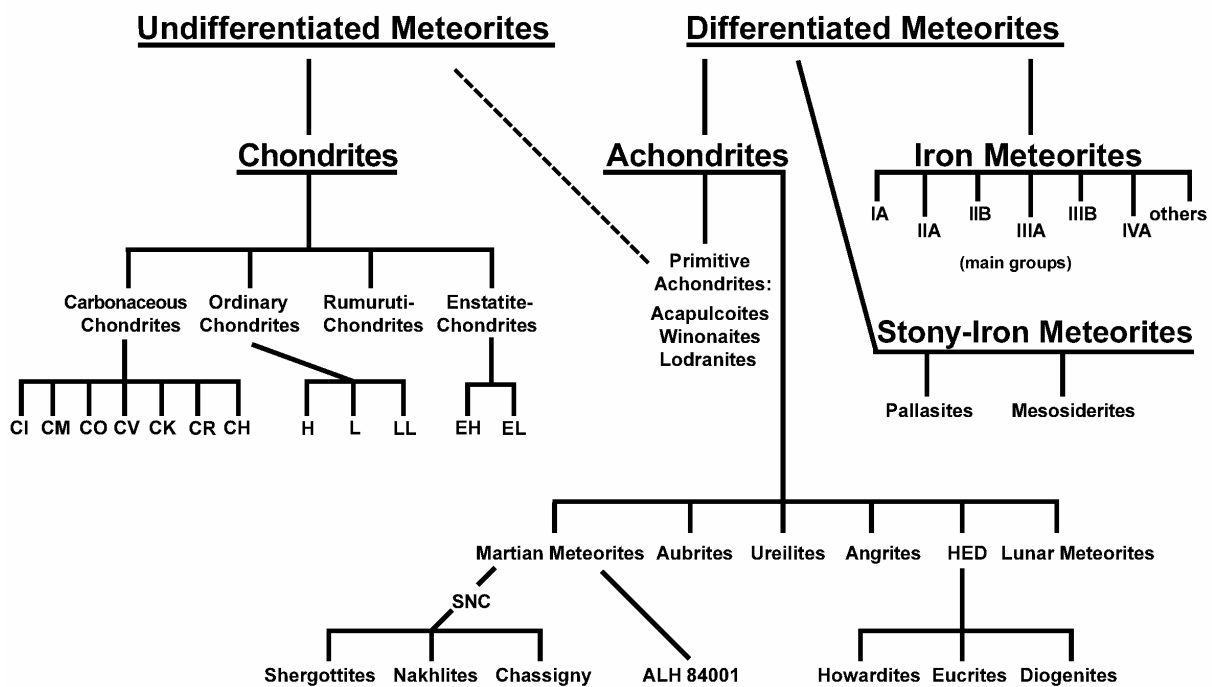 Undifferentiated Meteorites
Differentiated Meteorites
Chondrites
Achondrites
Iron Meteorites
IA
IIA
IIB
IIIA
IIIB
IVA
others
(main groups)
Primitive
Achondrites:
Acapulcoites
Winonaites
Lodranites
Carbonaceous
Chondrites
Ordinary
Chondrites
Rumuruti-
Chondrites
Enstatite-
Chondrites
Stony-Iron Meteorites
Pallasites
Mesosiderites
CI
CM
CO
CV
CK
CR
CH
H
L
LL
EH
EL
Martian Meteorites
Aubrites
Ureilites
Angrites
HED
Lunar Meteorites
SNC
Shergottites
Nakhlites
Chassigny
ALH 84001
Howardites
Eucrites
Diogenites